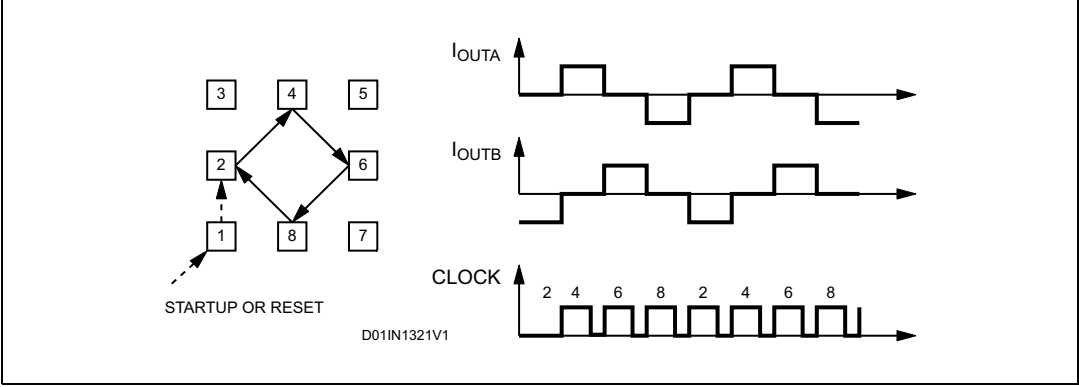 3 4 5
2 6
1 8 7
STARTUP OR RESET
D01IN1321V1
IOUTA
IOUTB
CLOCK
2 4 6 8 2 4 6 8